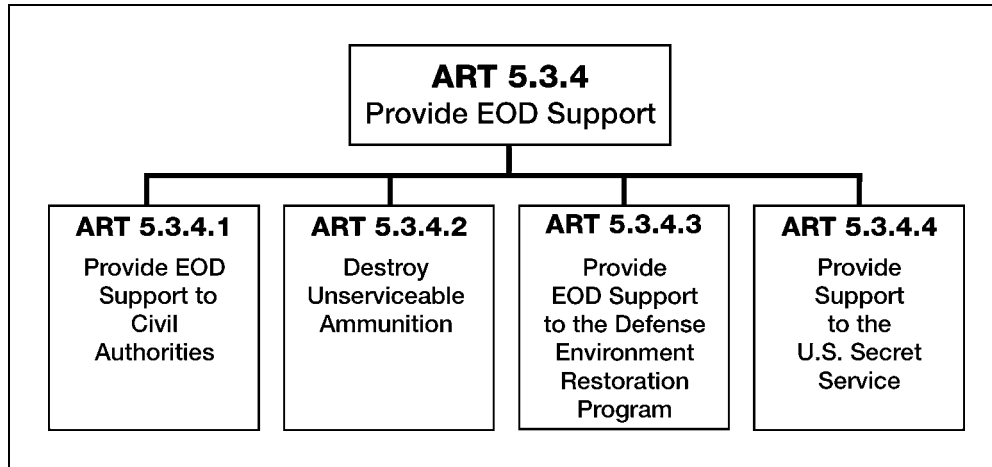 ART 5.3.4
Provide EOD Support
ART 5.3.4.1
Provide EOD
Support to
Civil
Authorities
ART 5.3.4.2
Destroy
Unserviceable
Ammunition
ART 5.3.4.3
Provide
EOD Support
to the Defense
Environment
Restoration
Program
ART 5.3.4.4
Provide
Support
to the
U.S. Secret
Service